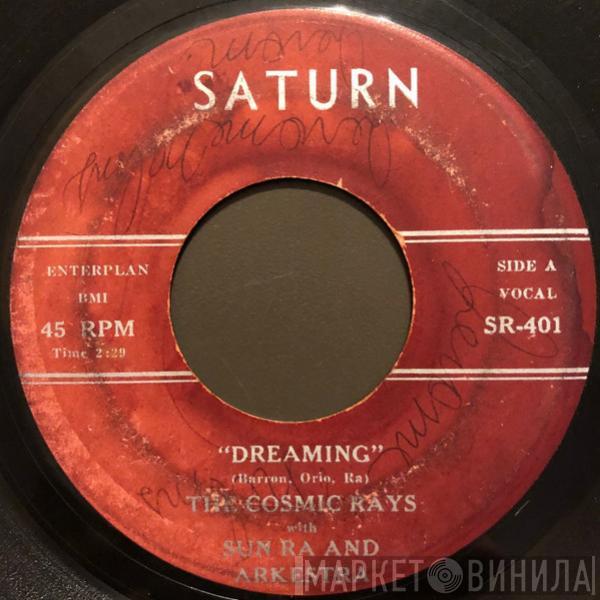 SATURN
ENTERPLAN
BMI
45 RPM
Time 2:29
SIDE A
VOCAL
SR-401
"DREAMING"
(Barron, Orio, Ra)
THE COSMIC RAYS
with
SUN RA AND
ARKESTRA
МАРКЕТ ВИНИЛА